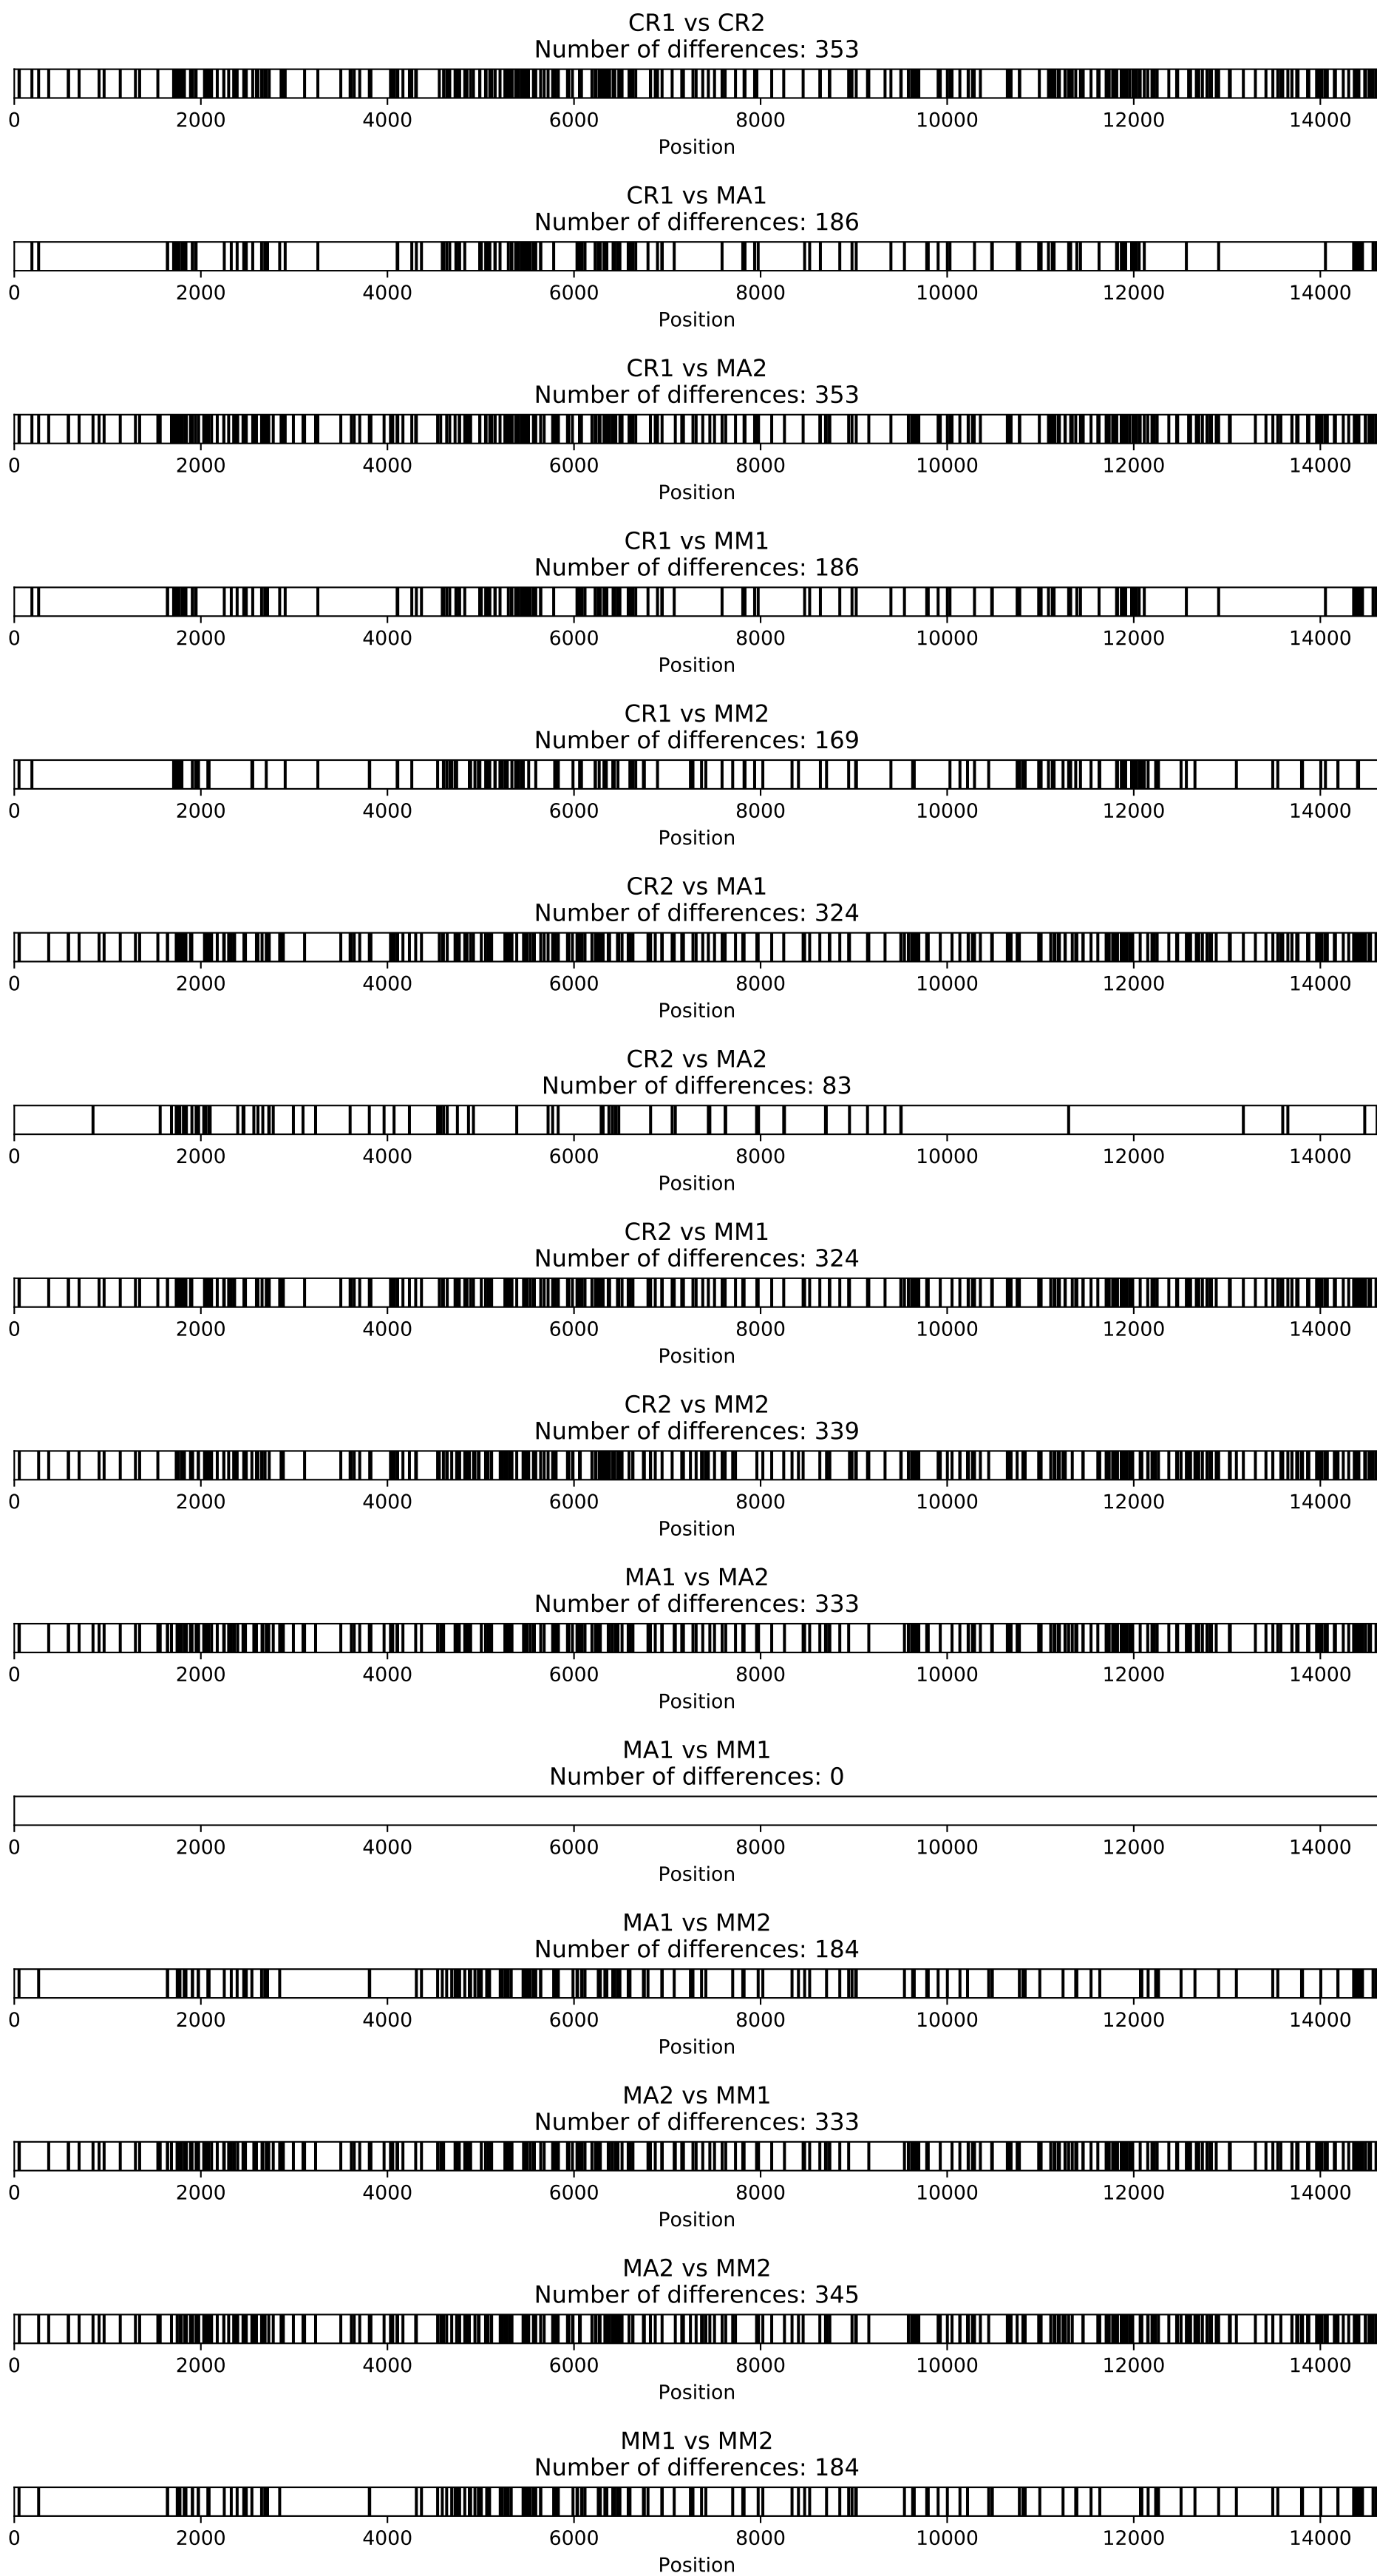 CR1 vs CR2
Number of differences: 353
0 2000 4000 6000 8000 10000 12000 14000
Position
CR1 vs MA1
Number of differences: 186
0 2000 4000 6000 8000 10000 12000 14000
Position
CR1 vs MA2
Number of differences: 353
0 2000 4000 6000 8000 10000 12000 14000
Position
CR1 vs MM1
Number of differences: 186
0 2000 4000 6000 8000 10000 12000 14000
Position
CR1 vs MM2
Number of differences: 169
0 2000 4000 6000 8000 10000 12000 14000
Position
CR2 vs MA1
Number of differences: 324
0 2000 4000 6000 8000 10000 12000 14000
Position
CR2 vs MA2
Number of differences: 83
0 2000 4000 6000 8000 10000 12000 14000
Position
CR2 vs MM1
Number of differences: 324
0 2000 4000 6000 8000 10000 12000 14000
Position
CR2 vs MM2
Number of differences: 339
0 2000 4000 6000 8000 10000 12000 14000
Position
MA1 vs MA2
Number of differences: 333
0 2000 4000 6000 8000 10000 12000 14000
Position
MA1 vs MM1
Number of differences: 0
0 2000 4000 6000 8000 10000 12000 14000
Position
MA1 vs MM2
Number of differences: 184
0 2000 4000 6000 8000 10000 12000 14000
Position
MA2 vs MM1
Number of differences: 333
0 2000 4000 6000 8000 10000 12000 14000
Position
MA2 vs MM2
Number of differences: 345
0 2000 4000 6000 8000 10000 12000 14000
Position
MM1 vs MM2
Number of differences: 184
0 2000 4000 6000 8000 10000 12000 14000
Position